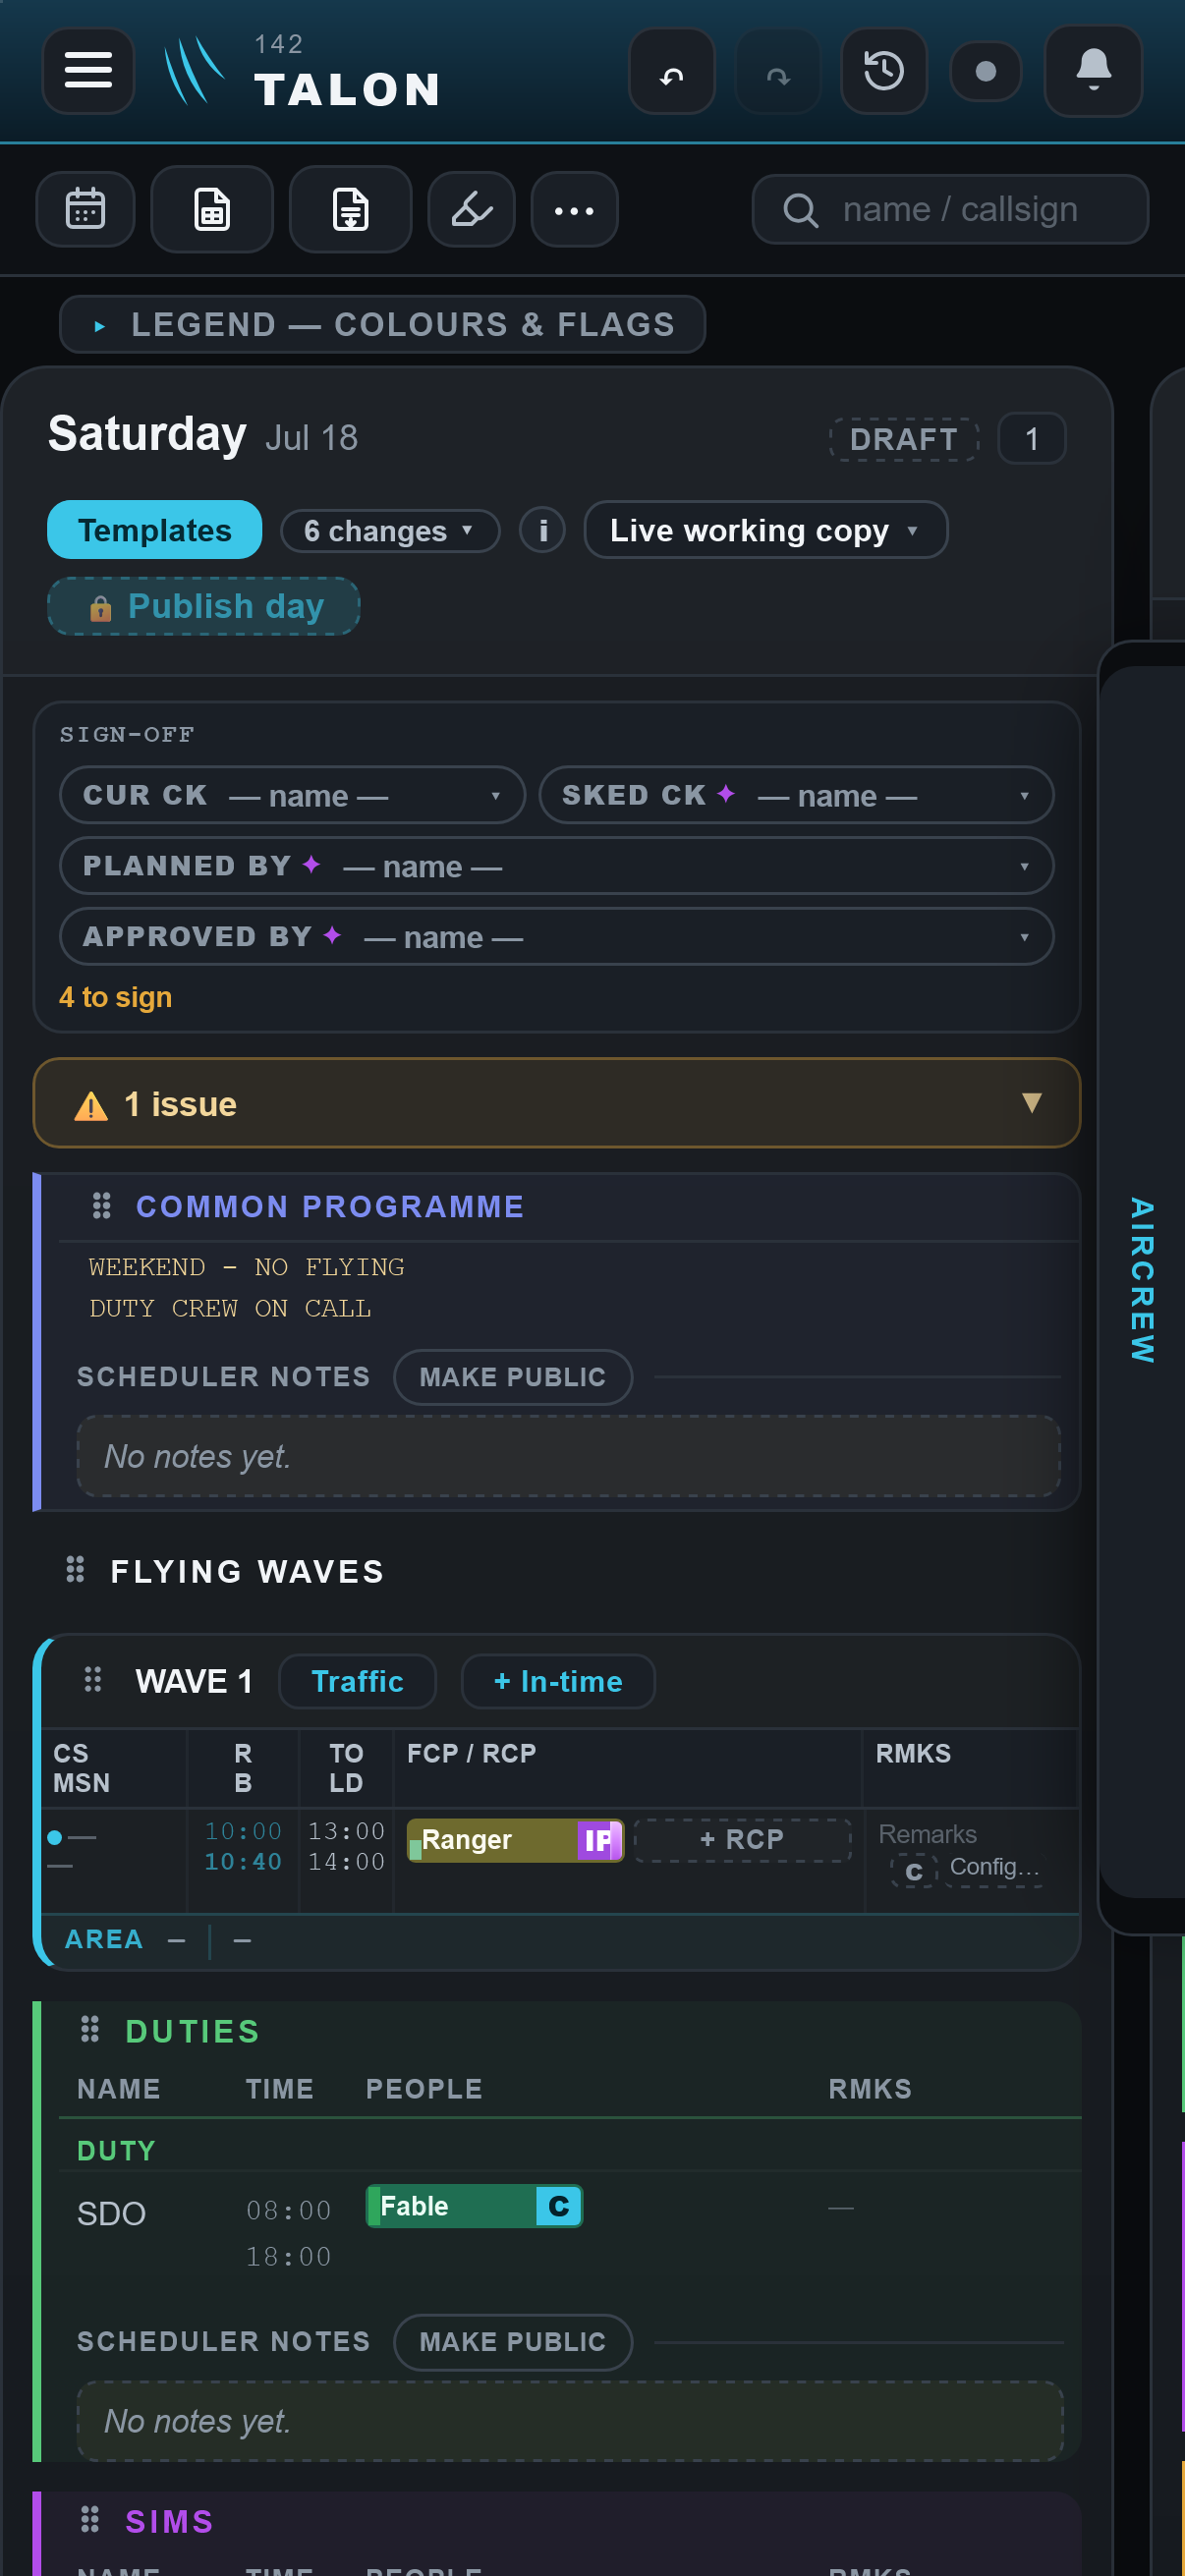 142
TALON
name / callsign
LEGEND — COLOURS & FLAGS
Saturday Jul 18 DRAFT 1
Templates 6 changes i Live working copy
Publish day
SIGN-OFF
CUR CK — name — SKED CK — name —
PLANNED BY — name —
APPROVED BY — name —
4 to sign
1 issue
COMMON PROGRAMME
WEEKEND - NO FLYING
DUTY CREW ON CALL
SCHEDULER NOTES MAKE PUBLIC
No notes yet.
FLYING WAVES
WAVE 1 Traffic + In-time
CS R TO FCP / RCP RMKS
MSN B LD
— 10:00 13:00 Ranger IP + RCP Remarks
— 10:40 14:00 C Config…
AREA – –
DUTIES
NAME TIME PEOPLE RMKS
DUTY
SDO 08:00 Fable C —
18:00
SCHEDULER NOTES MAKE PUBLIC
No notes yet.
SIMS
NAME TIME PEOPLE RMKS
AIRCREW